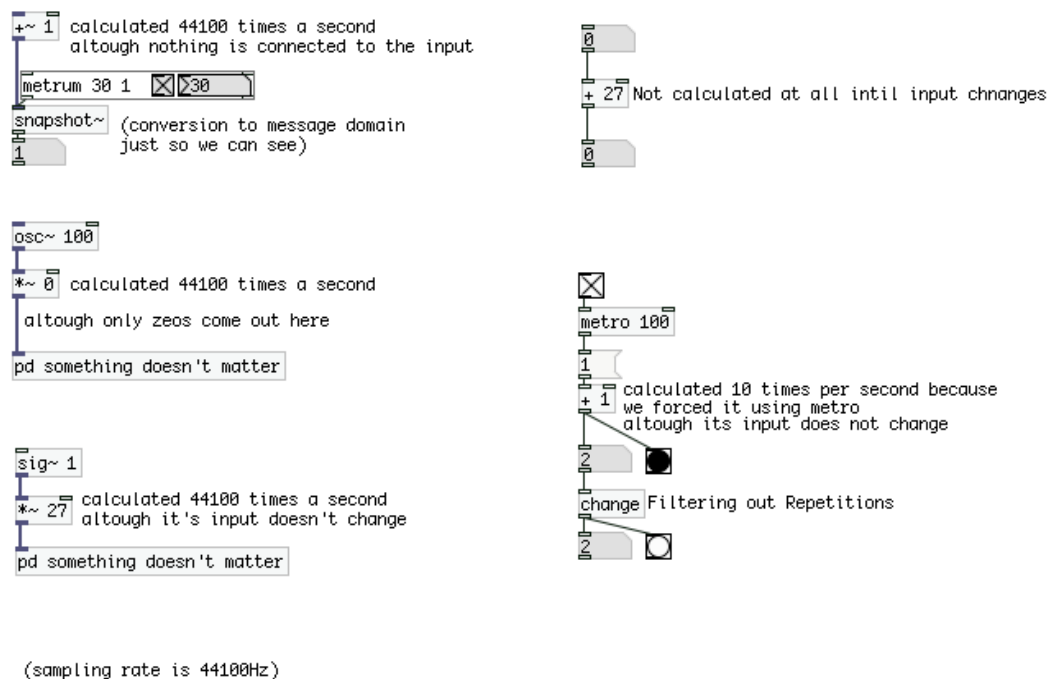 +~ 1
calculated 44100 times a second
altough nothing is connected to the input
metrum 30 1
30
snapshot~
(conversion to message domain
just so we can see)
1
osc~ 100
*~ 0
calculated 44100 times a second
altough only zeos come out here
pd something doesn't matter
sig~ 1
*~ 27
calculated 44100 times a second
altough it's input doesn't change
pd something doesn't matter
(sampling rate is 44100Hz)
0
+ 27
Not calculated at all intil input chnanges
0
metro 100
1
+ 1
calculated 10 times per second because
we forced it using metro
altough its input does not change
2
change
Filtering out Repetitions
2